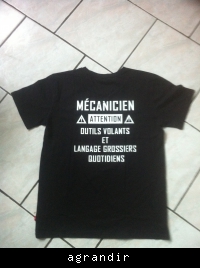 MÉCANICIEN
ATTENTION
OUTILS VOLANTS
ET
LANGAGE GROSSIERS
QUOTIDIENS
agrandir